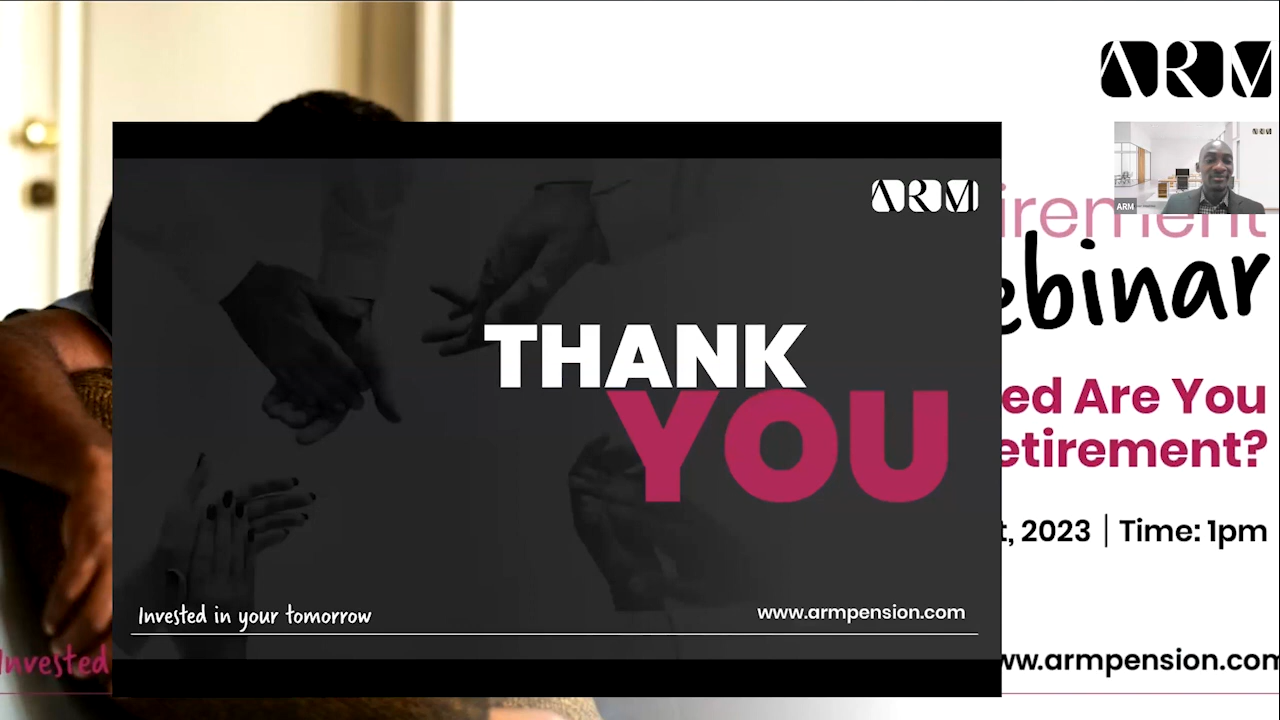 ARM
ARM
ARM
irement
ebinar
ed Are You
etirement?
t, 2023 | Time: 1pm
ww.armpension.com
Invested
ARM
THANK
YOU
Invested in your tomorrow
www.armpension.com